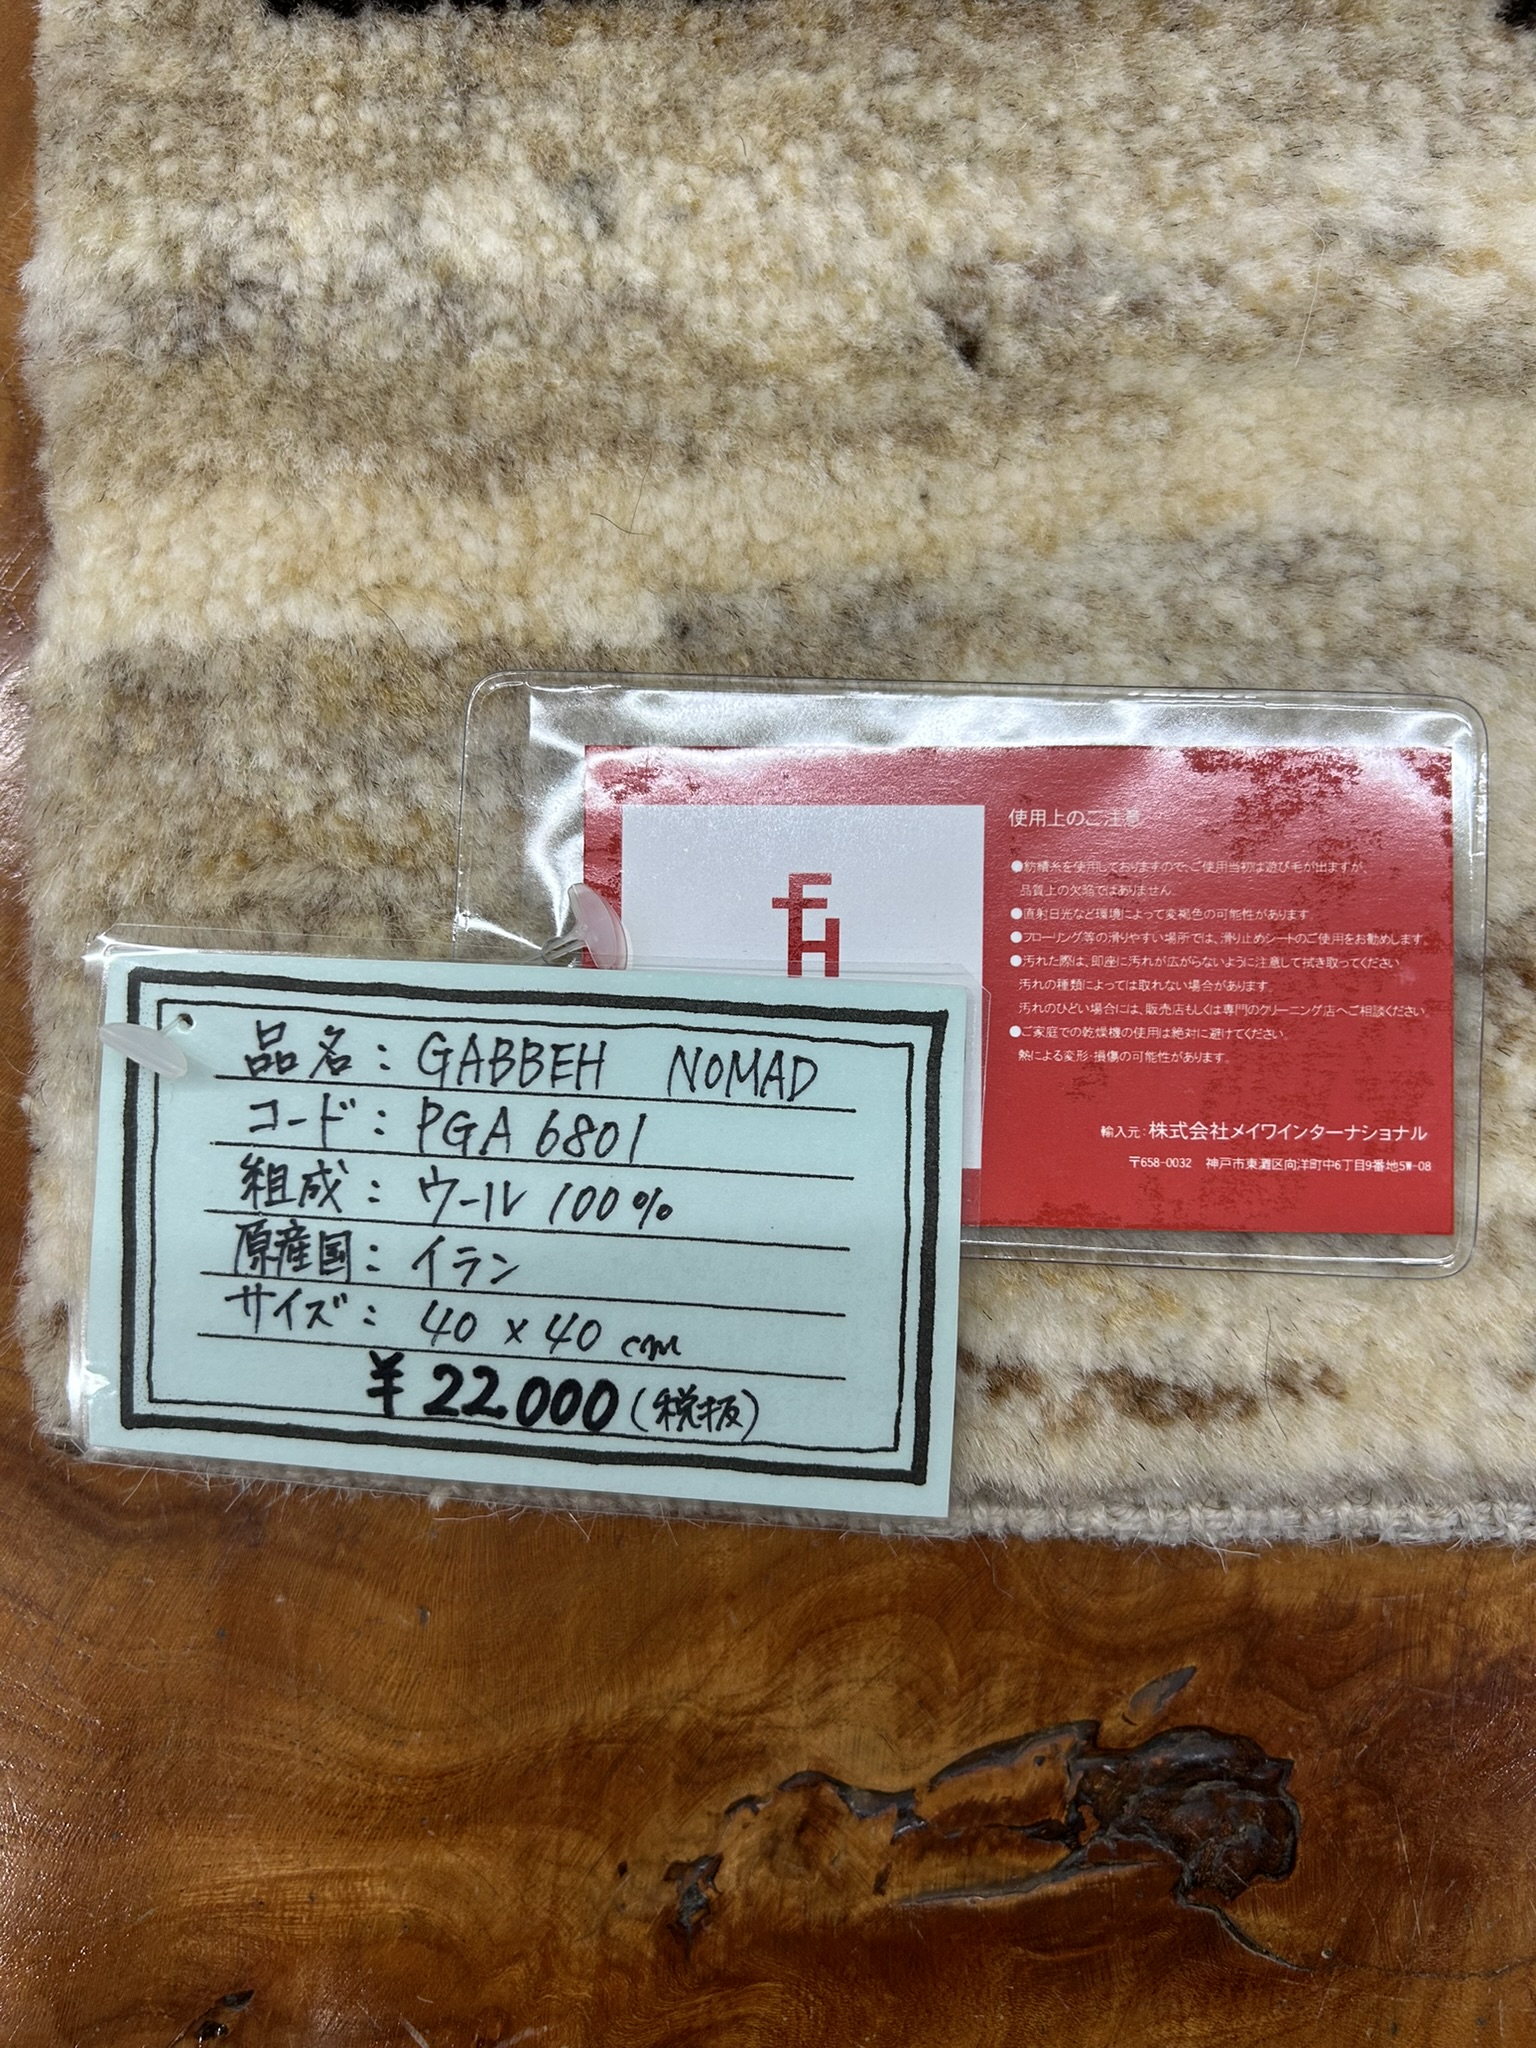 品名：GABBEH NOMAD
コード：PGA 6801
組成：ウール 100%
原産国：イラン
サイズ：40 × 40 cm
¥22000（税抜）
FH
使用上のご注意
●紡績糸を使用しておりますので、ご使用当初は遊び毛が出ますが、
品質上の欠陥ではありません。
●直射日光など環境によって変褪色の可能性があります。
●フローリング等の滑りやすい場所では、滑り止めシートのご使用をお勧めします。
●汚れた際は、即座に汚れが広がらないように注意して拭き取ってください
汚れの種類によっては取れない場合があります。
汚れのひどい場合には、販売店もしくは専門のクリーニング店へご相談ください。
●ご家庭での乾燥機の使用は絶対に避けてください。
熱による変形・損傷の可能性があります。
輸入元：株式会社メイワインターナショナル
〒658-0032 神戸市東灘区向洋町中6丁目9番地5W-08